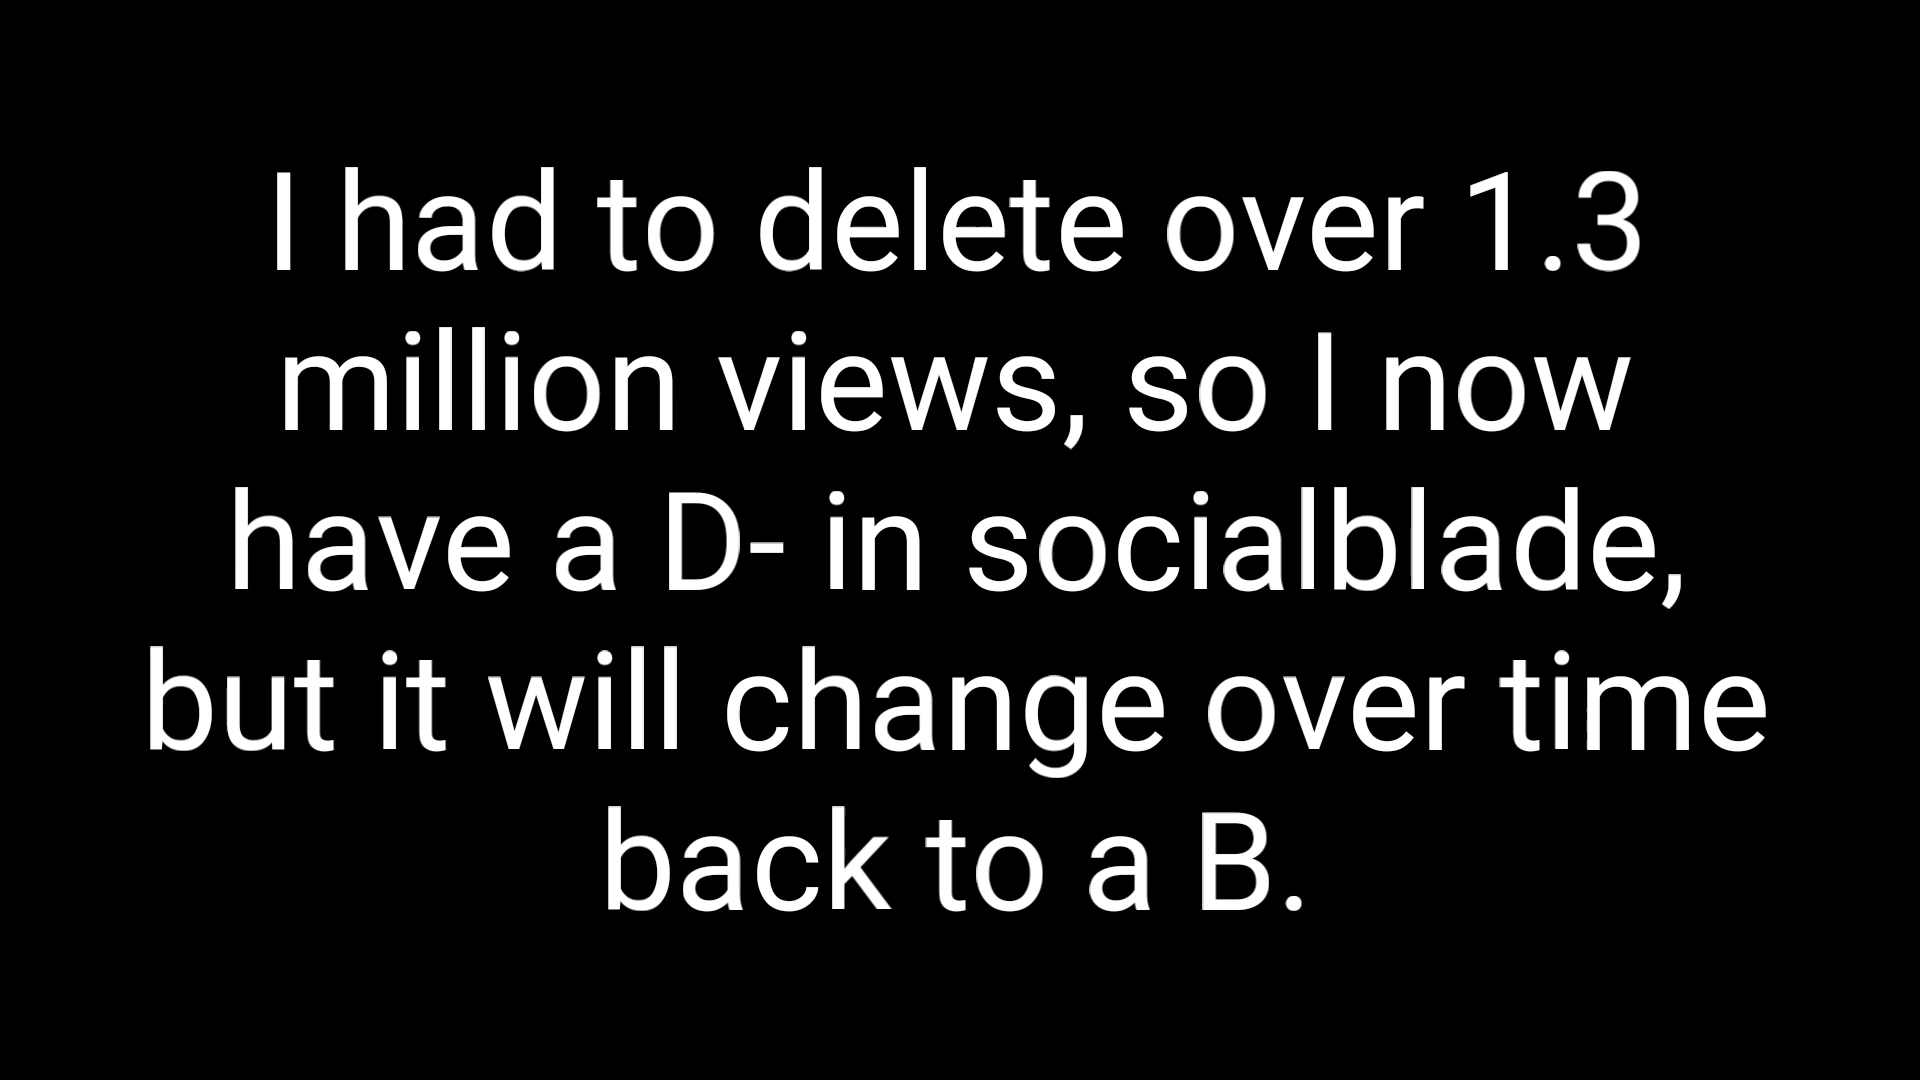 I had to delete over 1.3
million views, so I now
have a D- in socialblade,
but it will change over time
back to a B.